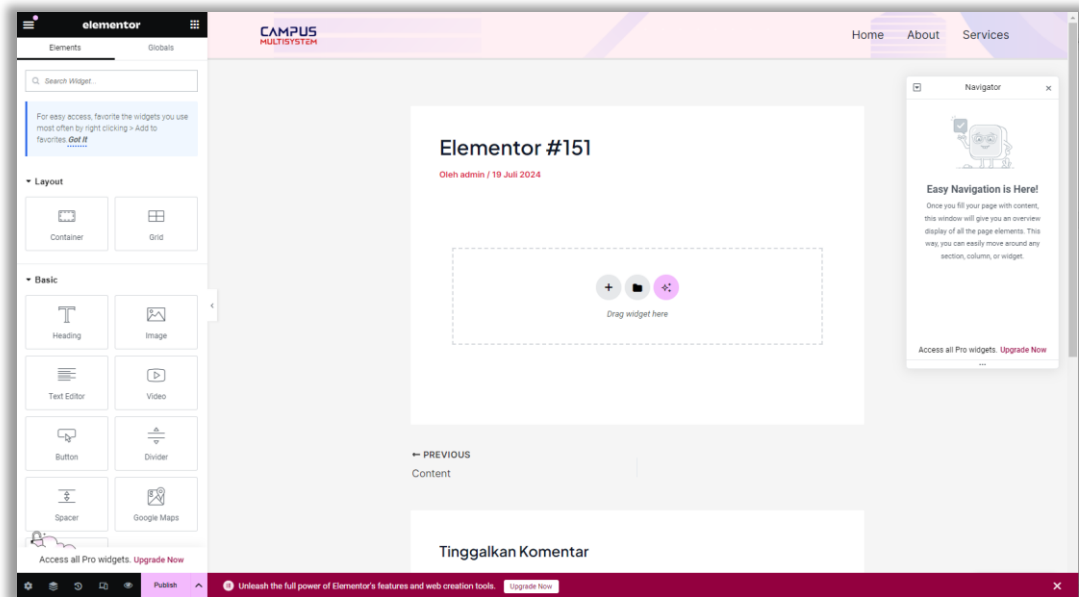 elementor
Elements
Globals
Search Widget...
For easy access, favorite the widgets you use
most often by right clicking > Add to
favorites. Got It
Layout
Container
Grid
Basic
Heading
Image
Text Editor
Video
Button
Divider
Spacer
Google Maps
Access all Pro widgets. Upgrade Now
Publish
CAMPUS
MULTISYSTEM
Home
About
Services
Elementor #151
Oleh admin / 19 Juli 2024
Drag widget here
← PREVIOUS
Content
Tinggalkan Komentar
Navigator
Easy Navigation is Here!
Once you fill your page with content,
this window will give you an overview
display of all the page elements. This
way, you can easily move around any
section, column, or widget.
Access all Pro widgets. Upgrade Now
Unleash the full power of Elementor's features and web creation tools.
Upgrade Now